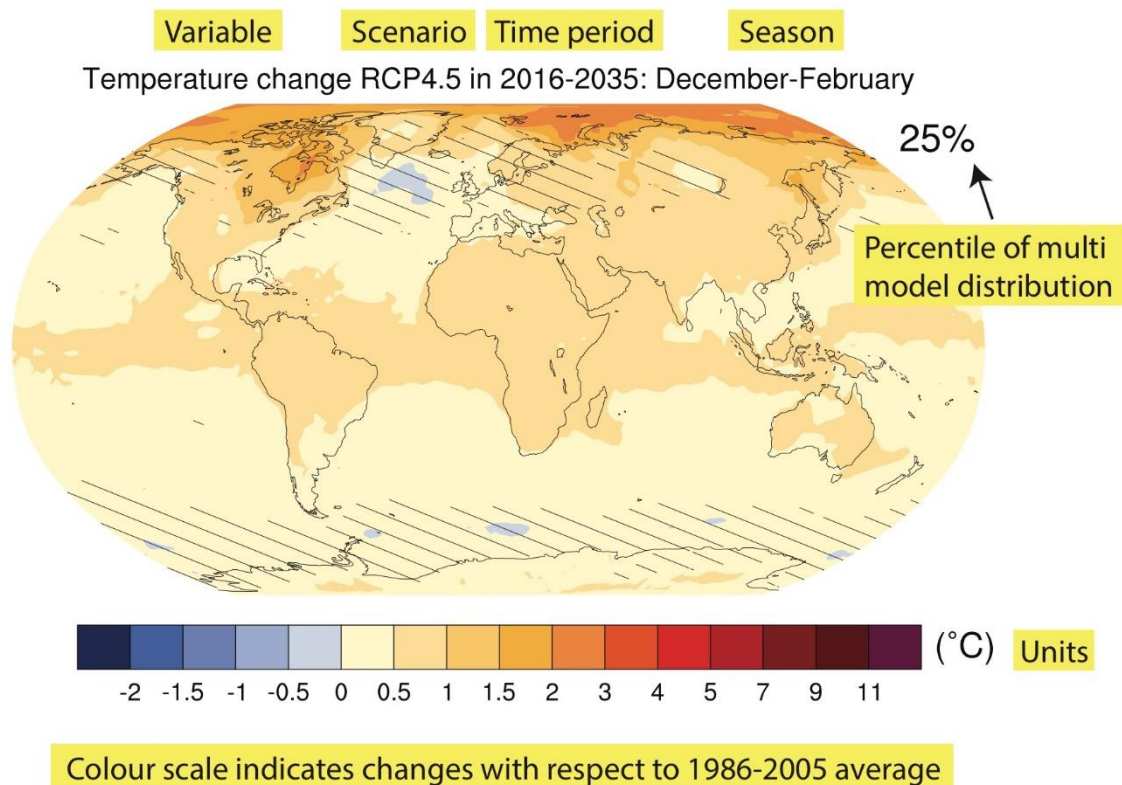 Variable Scenario Time period Season
Temperature change RCP4.5 in 2016-2035: December-February
25%
Percentile of multi
model distribution
-2 -1.5 -1 -0.5 0 0.5 1 1.5 2 3 4 5 7 9 11
(°C) Units
Colour scale indicates changes with respect to 1986-2005 average